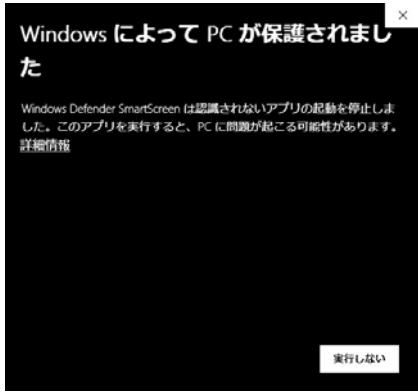 Windows によって PC が保護されまし
た
Windows Defender SmartScreen は認識されないアプリの起動を停止しま
した。このアプリを実行すると、PC に問題が起こる可能性があります。
詳細情報
実行しない